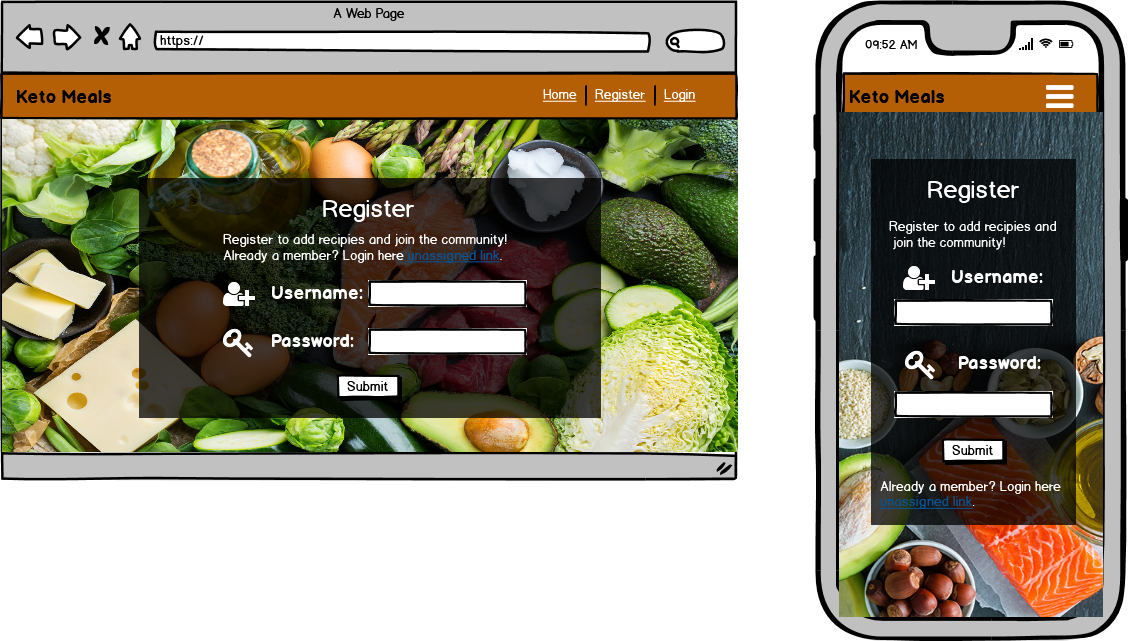 A Web Page
https://
Keto Meals
Home
Register
Login
Register
Register to add recipies and join the community!
Already a member? Login here unassigned link.
Username:
Password:
Submit
09:52 AM
Keto Meals
Register
Register to add recipies and
join the community!
Username:
Password:
Submit
Already a member? Login here
unassigned link.